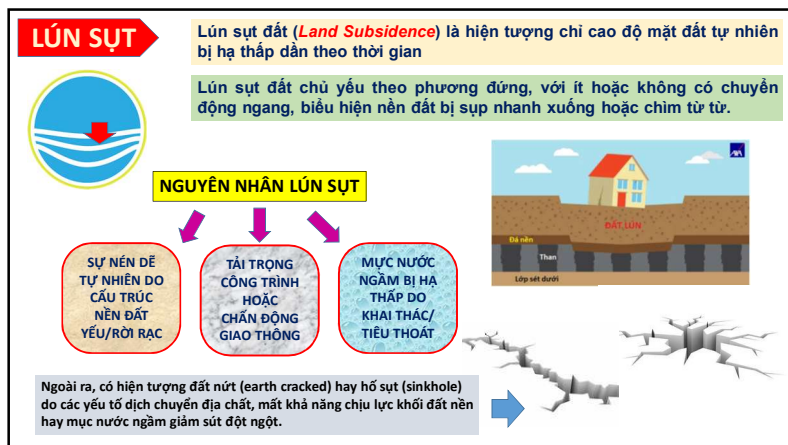 LÚN SỤT
Lún sụt đất (Land Subsidence) là hiện tượng chỉ cao độ mặt đất tự nhiên
bị hạ thấp dần theo thời gian
Lún sụt đất chủ yếu theo phương đứng, với ít hoặc không có chuyển
động ngang, biểu hiện nền đất bị sụp nhanh xuống hoặc chìm từ từ.
NGUYÊN NHÂN LÚN SỤT
SỰ NÉN DẼ
TỰ NHIÊN DO
CẤU TRÚC
NỀN ĐẤT
YẾU/RỜI RẠC
TẢI TRỌNG
CÔNG TRÌNH
HOẶC
CHẤN ĐỘNG
GIAO THÔNG
MỰC NƯỚC
NGẦM BỊ HẠ
THẤP DO
KHAI THÁC/
TIÊU THOÁT
AXA
ĐẤT LÚN
Đá nền
Than
Lớp sét dưới
Ngoài ra, có hiện tượng đất nứt (earth cracked) hay hố sụt (sinkhole)
do các yếu tố dịch chuyển địa chất, mất khả năng chịu lực khối đất nền
hay mục nước ngầm giảm sút đột ngột.